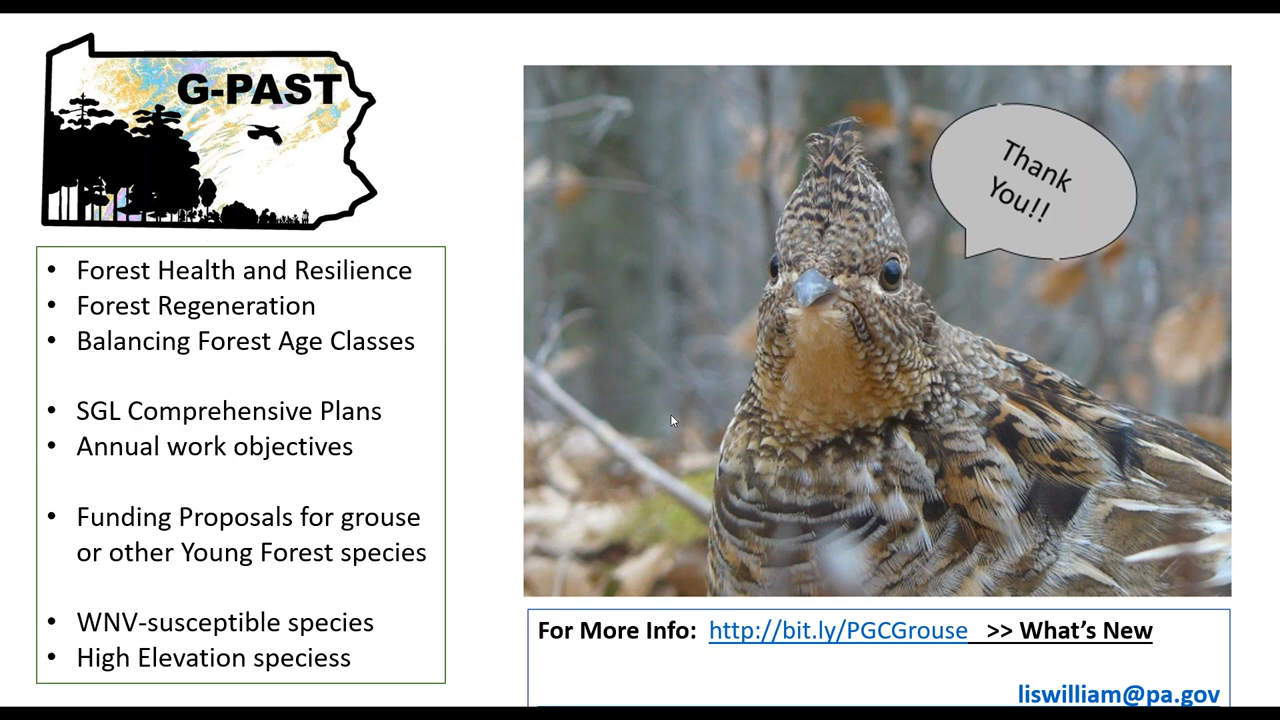 G-PAST
• Forest Health and Resilience
• Forest Regeneration
• Balancing Forest Age Classes
• SGL Comprehensive Plans
• Annual work objectives
• Funding Proposals for grouse
or other Young Forest species
• WNV-susceptible species
• High Elevation speciess
Thank
You!!
For More Info: http://bit.ly/PGCGrouse >> What’s New
liswilliam@pa.gov